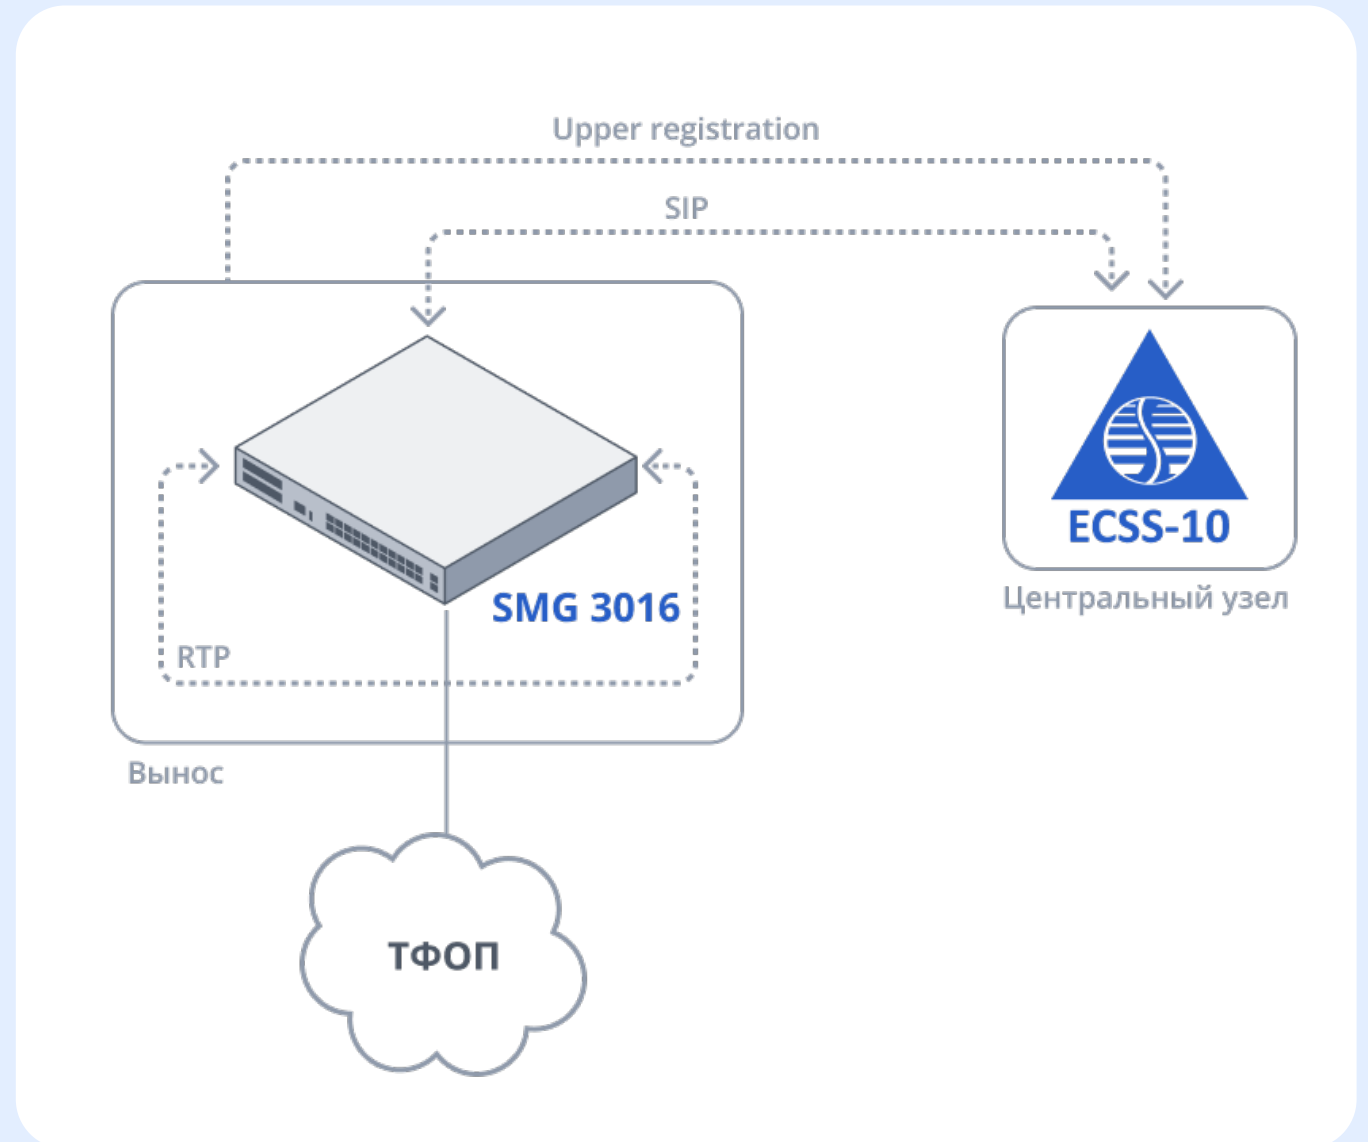 Upper registration
SIP
ECSS-10
Центральный узел
SMG 3016
RTP
Вынос
ТФОП